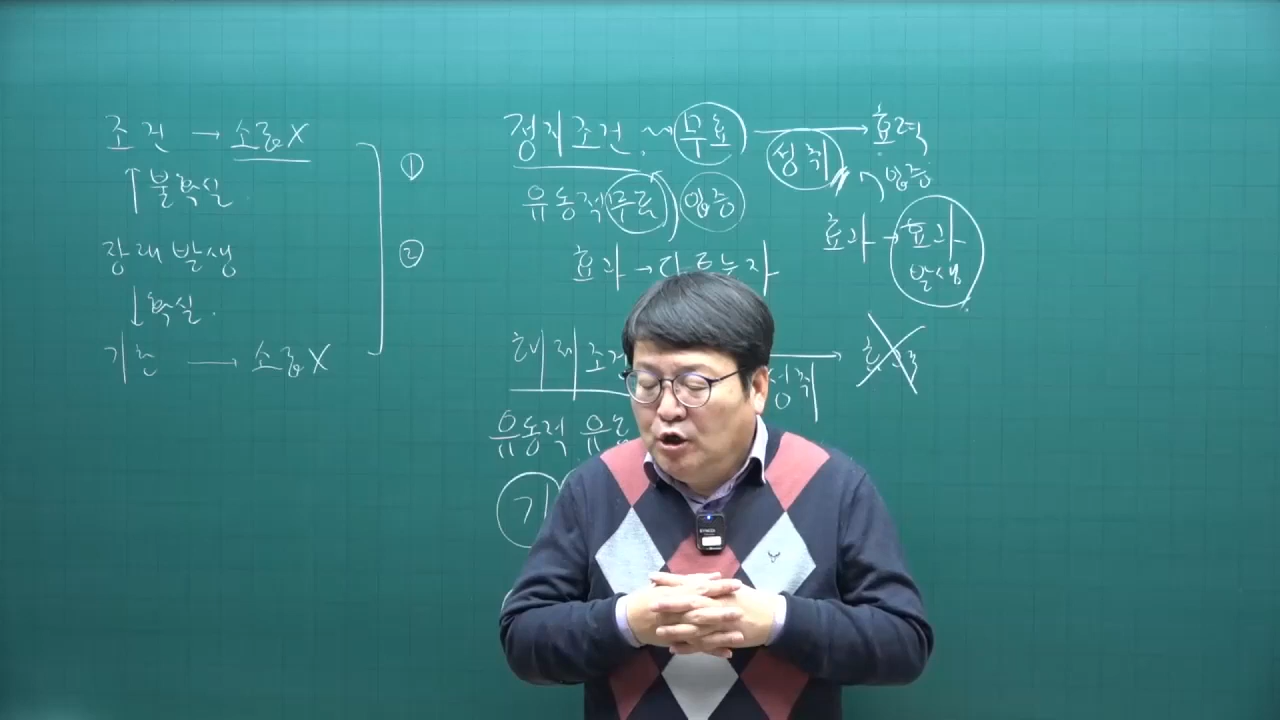 조건 → 소급X
↑불확실.
장래 발생
↓확실.
기한 → 소급X
①
②
정지조건 ~ 무효 → 효력
성취
유동적 무효 입증
입증
효과 → 다투는 자
효과 → 효과
발생
해제조건
성취
유동적 유효
기